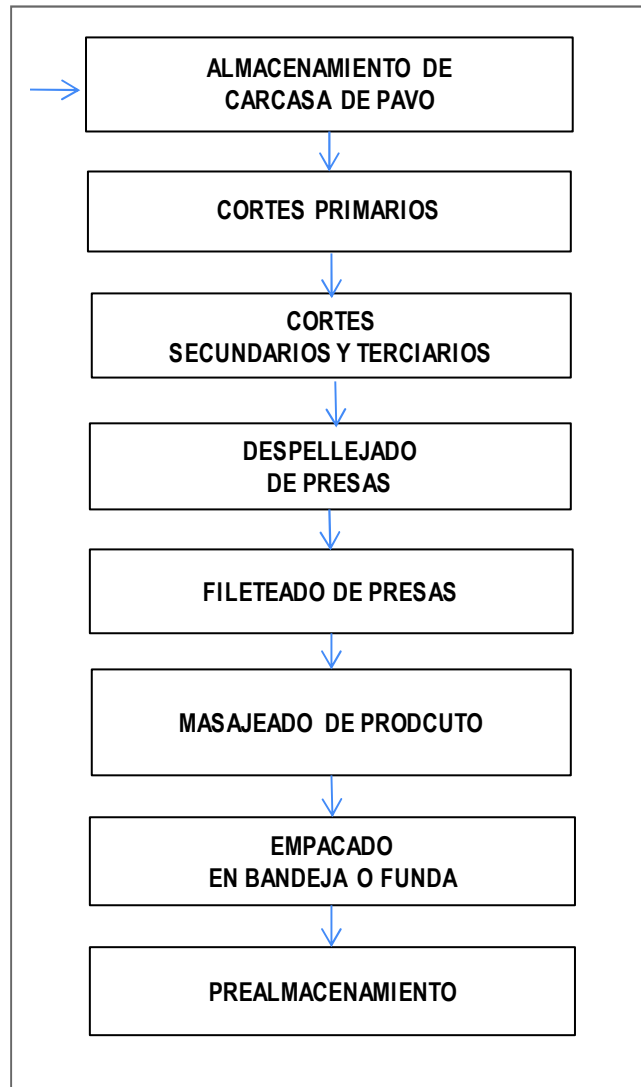 ALMACENAMIENTO DE
CARCASA DE PAVO
CORTES PRIMARIOS
CORTES
SECUNDARIOS Y TERCIARIOS
DESPELLEJADO
DE PRESAS
FILETEADO DE PRESAS
MASAJEADO DE PRODCUTO
EMPACADO
EN BANDEJA O FUNDA
PREALMACENAMIENTO